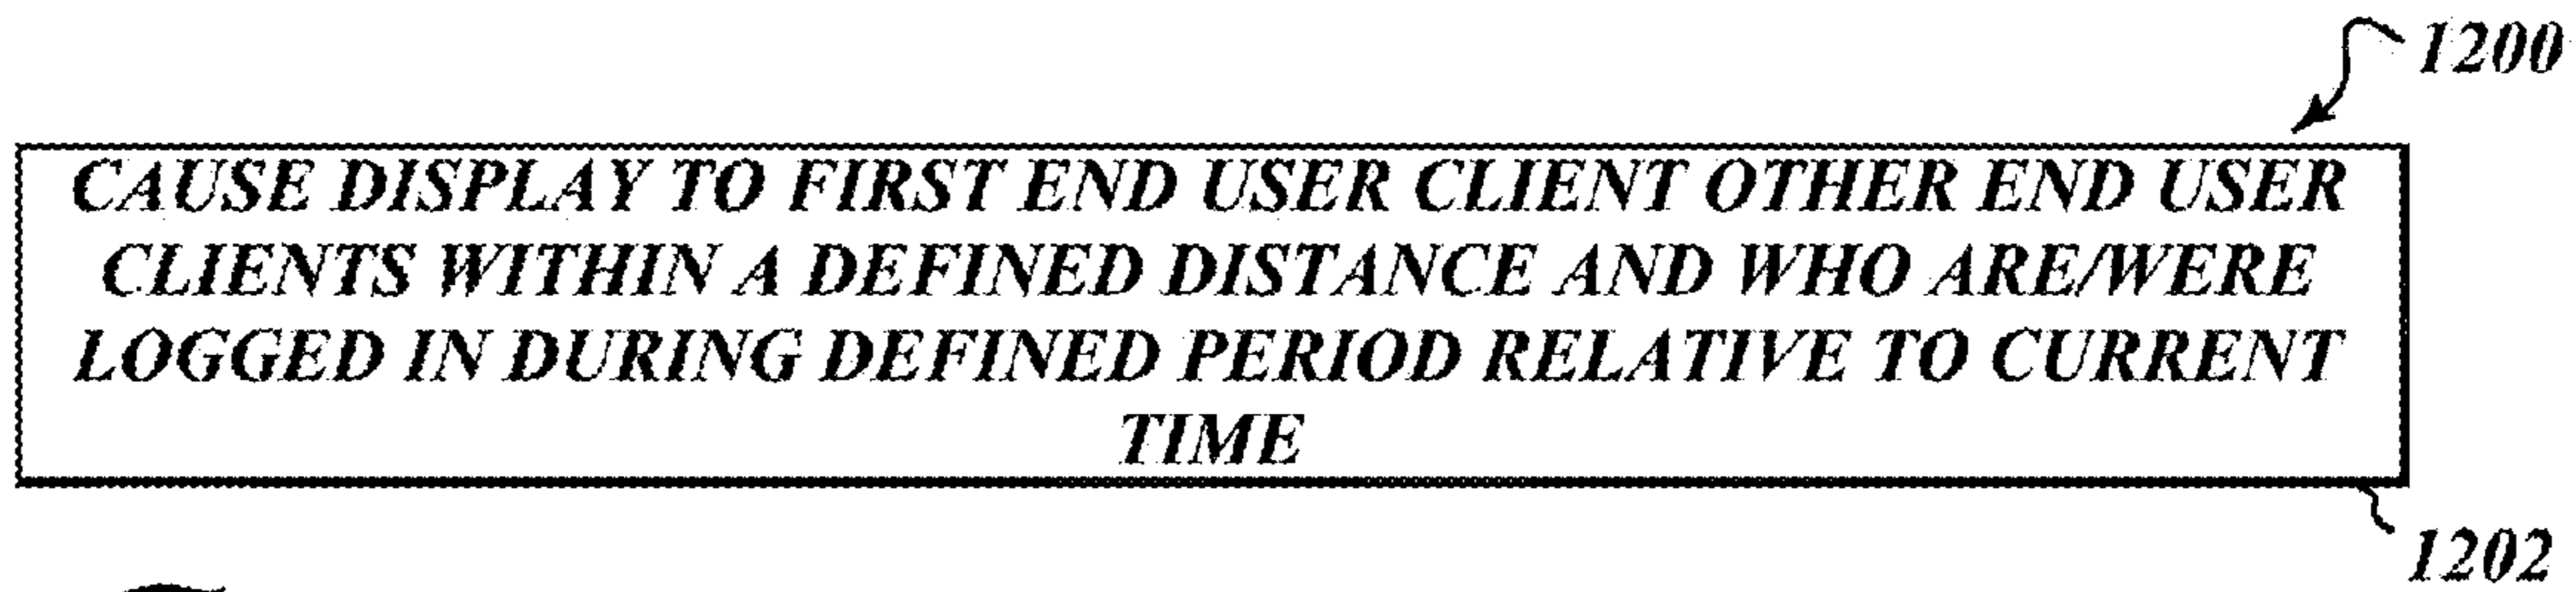 1200
CAUSE DISPLAY TO FIRST END USER CLIENT OTHER END USER
CLIENTS WITHIN A DEFINED DISTANCE AND WHO ARE/WERE
LOGGED IN DURING DEFINED PERIOD RELATIVE TO CURRENT
TIME
1202